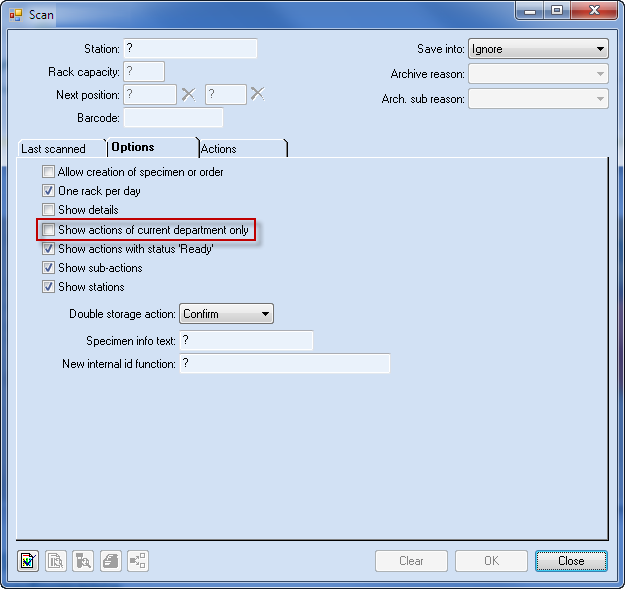 Scan
Station: ?
Save into: Ignore
Rack capacity: ?
Archive reason:
Next position: ? ?
Arch. sub reason:
Barcode:
Last scanned Options Actions
Allow creation of specimen or order
One rack per day
Show details
Show actions of current department only
Show actions with status 'Ready'
Show sub-actions
Show stations
Double storage action: Confirm
Specimen info text: ?
New internal id function: ?
Clear OK Close